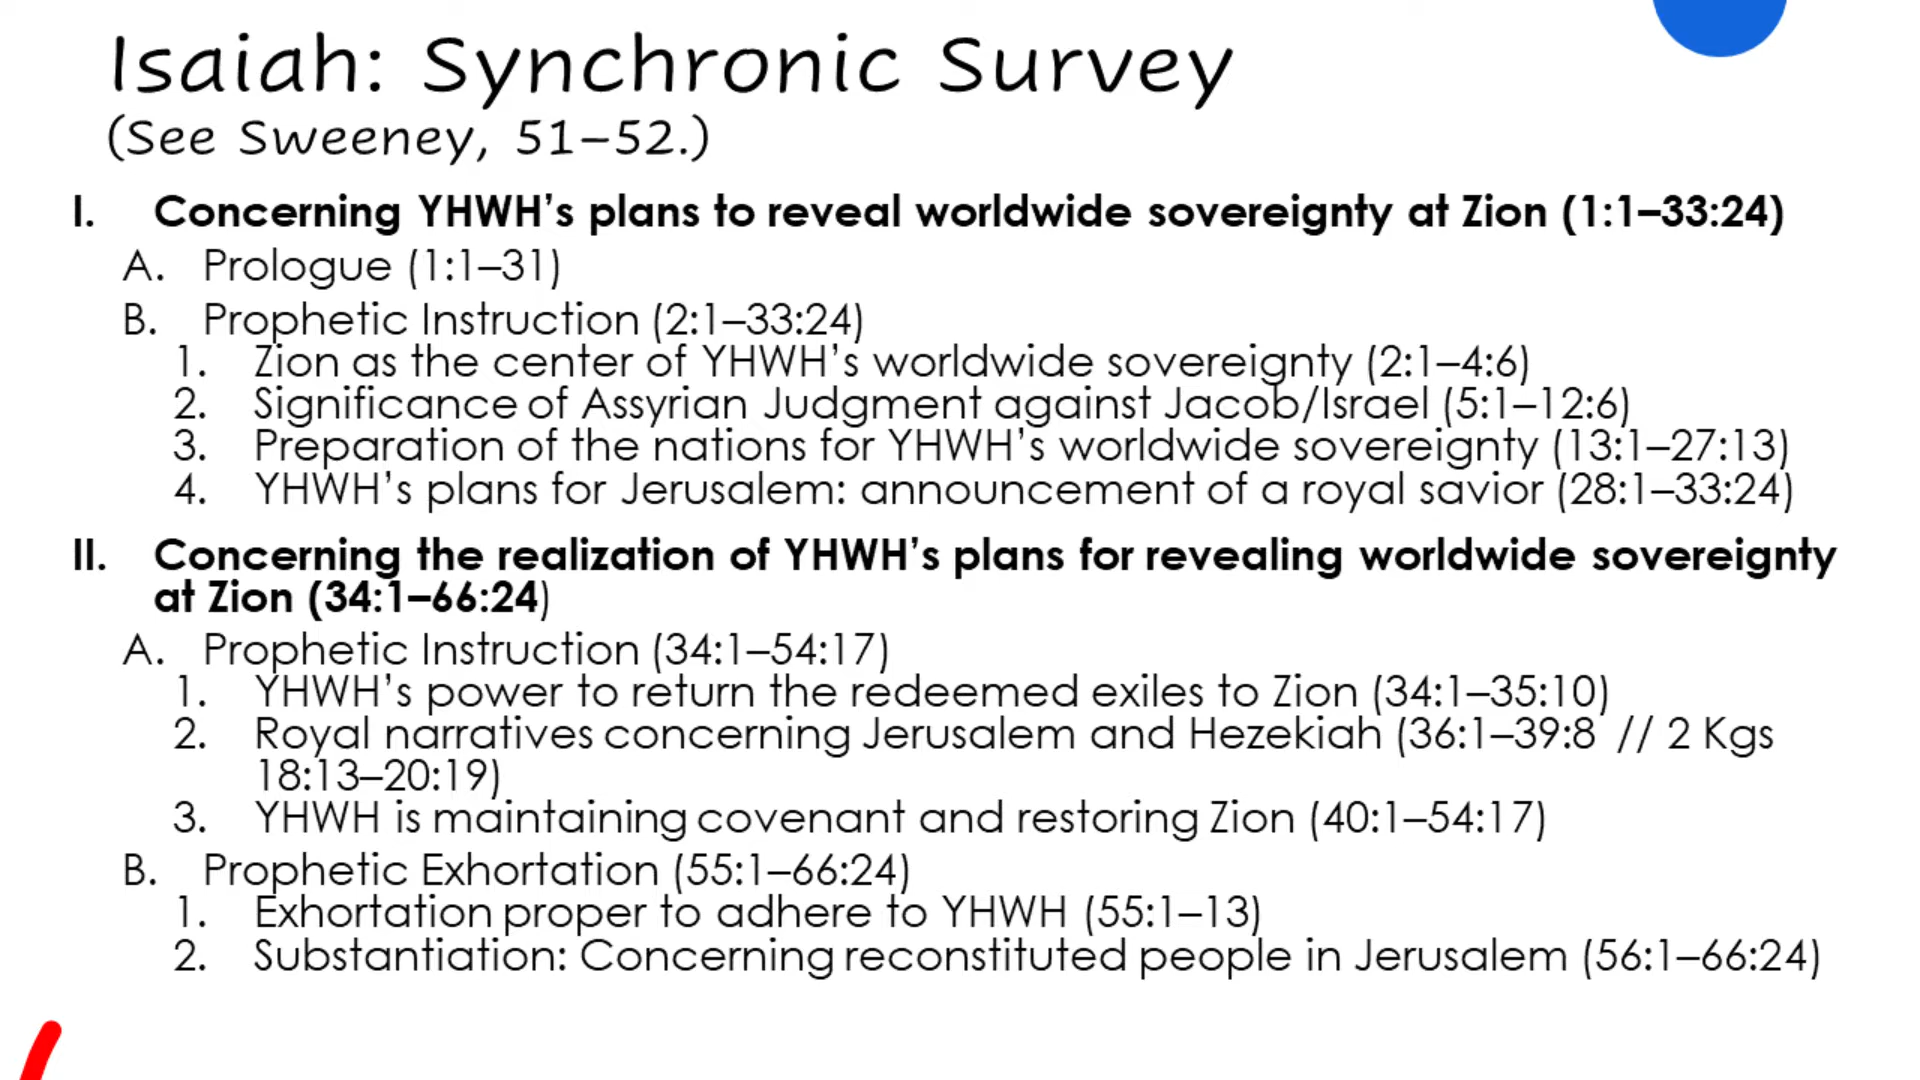 Isaiah: Synchronic Survey
(See Sweeney, 51–52.)
I. Concerning YHWH’s plans to reveal worldwide sovereignty at Zion (1:1–33:24)
A. Prologue (1:1–31)
B. Prophetic Instruction (2:1–33:24)
1. Zion as the center of YHWH’s worldwide sovereignty (2:1–4:6)
2. Significance of Assyrian Judgment against Jacob/Israel (5:1–12:6)
3. Preparation of the nations for YHWH’s worldwide sovereignty (13:1–27:13)
4. YHWH’s plans for Jerusalem: announcement of a royal savior (28:1–33:24)
II. Concerning the realization of YHWH’s plans for revealing worldwide sovereignty
at Zion (34:1–66:24)
A. Prophetic Instruction (34:1–54:17)
1. YHWH’s power to return the redeemed exiles to Zion (34:1–35:10)
2. Royal narratives concerning Jerusalem and Hezekiah (36:1–39:8 // 2 Kgs
18:13–20:19)
3. YHWH is maintaining covenant and restoring Zion (40:1–54:17)
B. Prophetic Exhortation (55:1–66:24)
1. Exhortation proper to adhere to YHWH (55:1–13)
2. Substantiation: Concerning reconstituted people in Jerusalem (56:1–66:24)